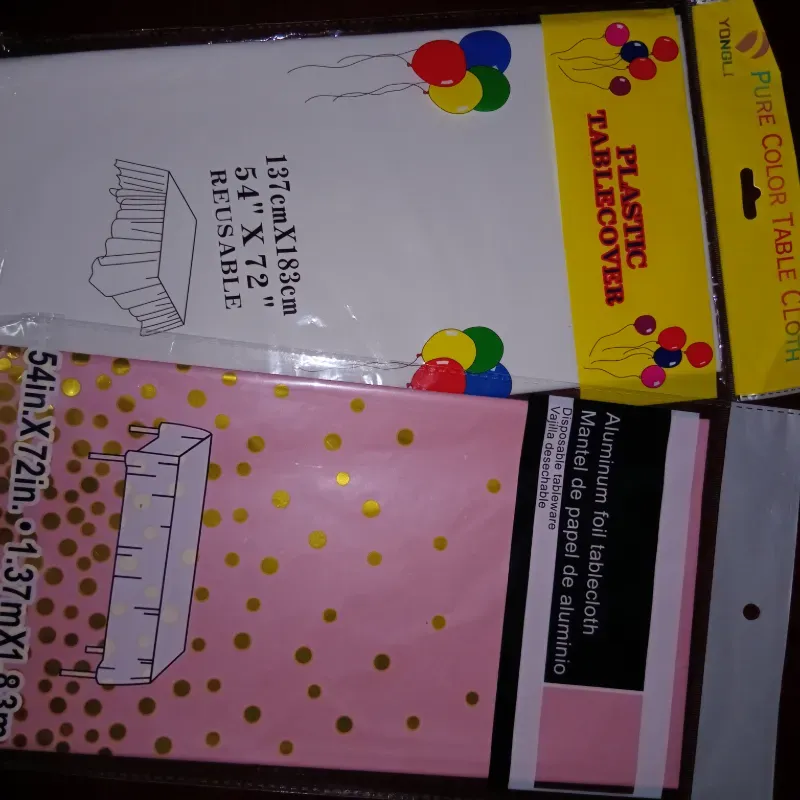 YONGLI
PURE COLOR TABLE CLOTH
PLASTIC
TABLECOVER
137cmX183cm
54" X 72"
REUSABLE
Aluminum foil tablecloth
Mantel de papel de aluminio
Disposable tableware
Vajilla desechable
54in.X72in.•1.37mX1.83m